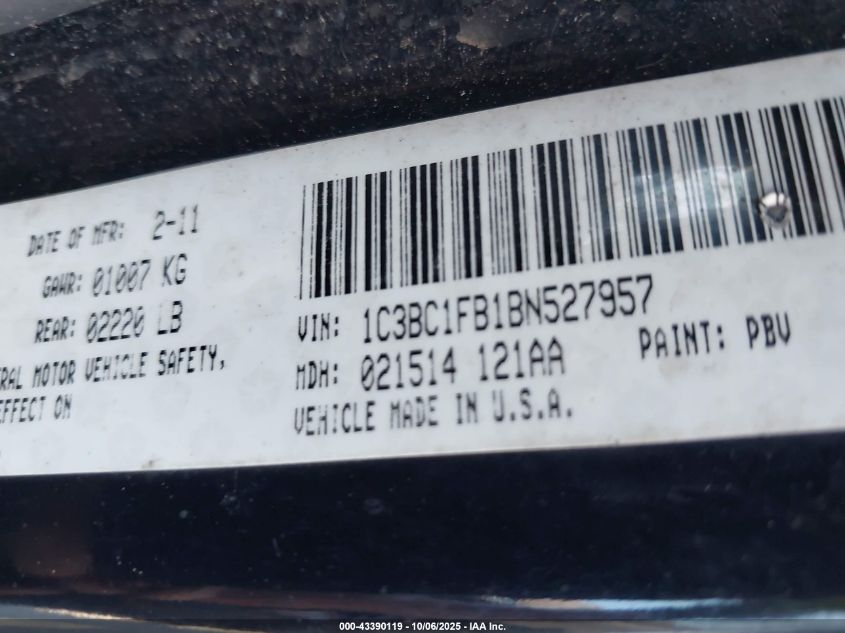 DATE OF MFR: 2-11
GAWR: 01007 KG
REAR: 02220 LB
ERAL MOTOR VEHICLE SAFETY,
EFFECT ON
VIN: 1C3BC1FB1BN527957
MDH: 021514 121AA
PAINT: PBV
VEHICLE MADE IN U.S.A.
000-43390119 - 10/06/2025 - IAA Inc.